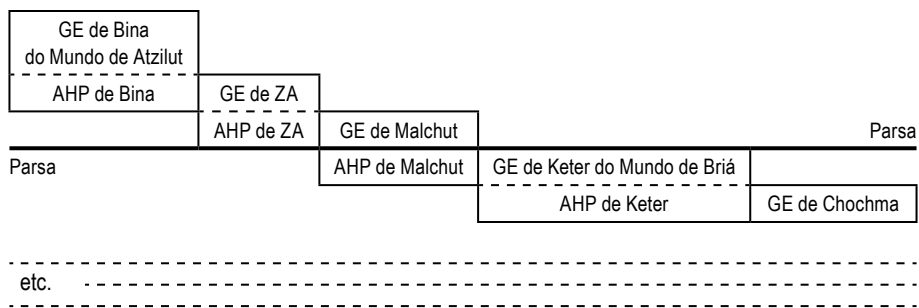 GE de Bina
do Mundo de Atzilut
AHP de Bina GE de ZA
AHP de ZA GE de Malchut Parsa
Parsa AHP de Malchut GE de Keter do Mundo de Briá
AHP de Keter GE de Chochma
etc.